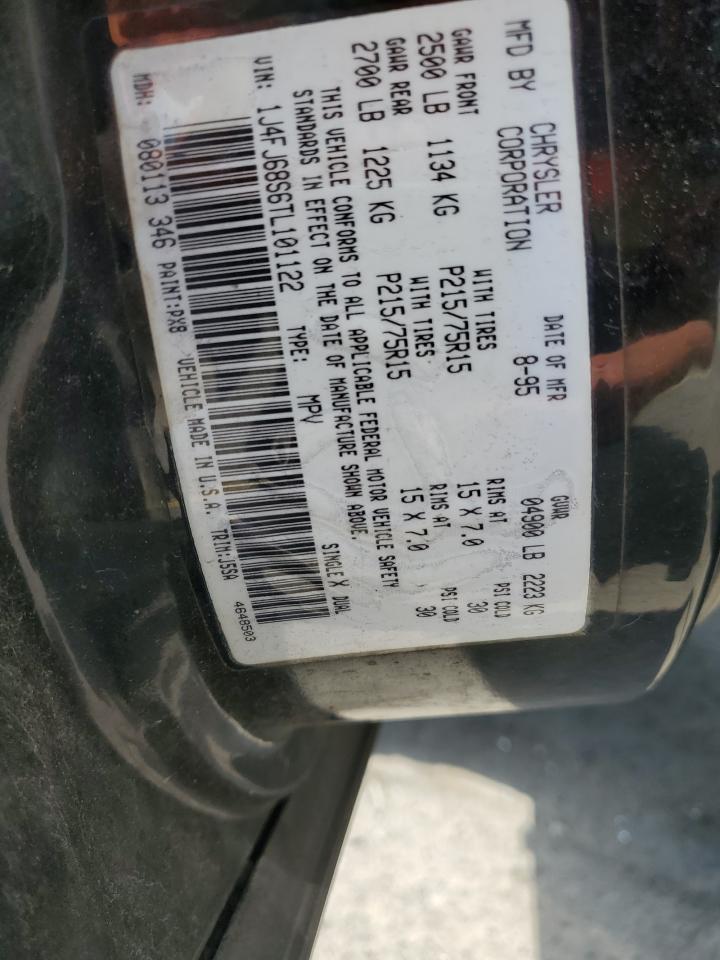 MFD BY CHRYSLER CORPORATION DATE OF MFR 8-95 GVWR 04900 LB 2223 KG
GAWR FRONT WITH TIRES RIMS AT PSI COLD
2500 LB 1134 KG P215/75R15 15 X 7.0 30
GAWR REAR WITH TIRES RIMS AT PSI COLD
2700 LB 1225 KG P215/75R15 15 X 7.0 30
THIS VEHICLE CONFORMS TO ALL APPLICABLE FEDERAL MOTOR VEHICLE SAFETY
STANDARDS IN EFFECT ON THE DATE OF MANUFACTURE SHOWN ABOVE.
VIN: 1J4FJ68S6TL101122 TYPE: MPV SINGLE X DUAL
MDH: 080113 346 PAINT:PX8 VEHICLE MADE IN U.S.A. TRIM:J5SA 4648503